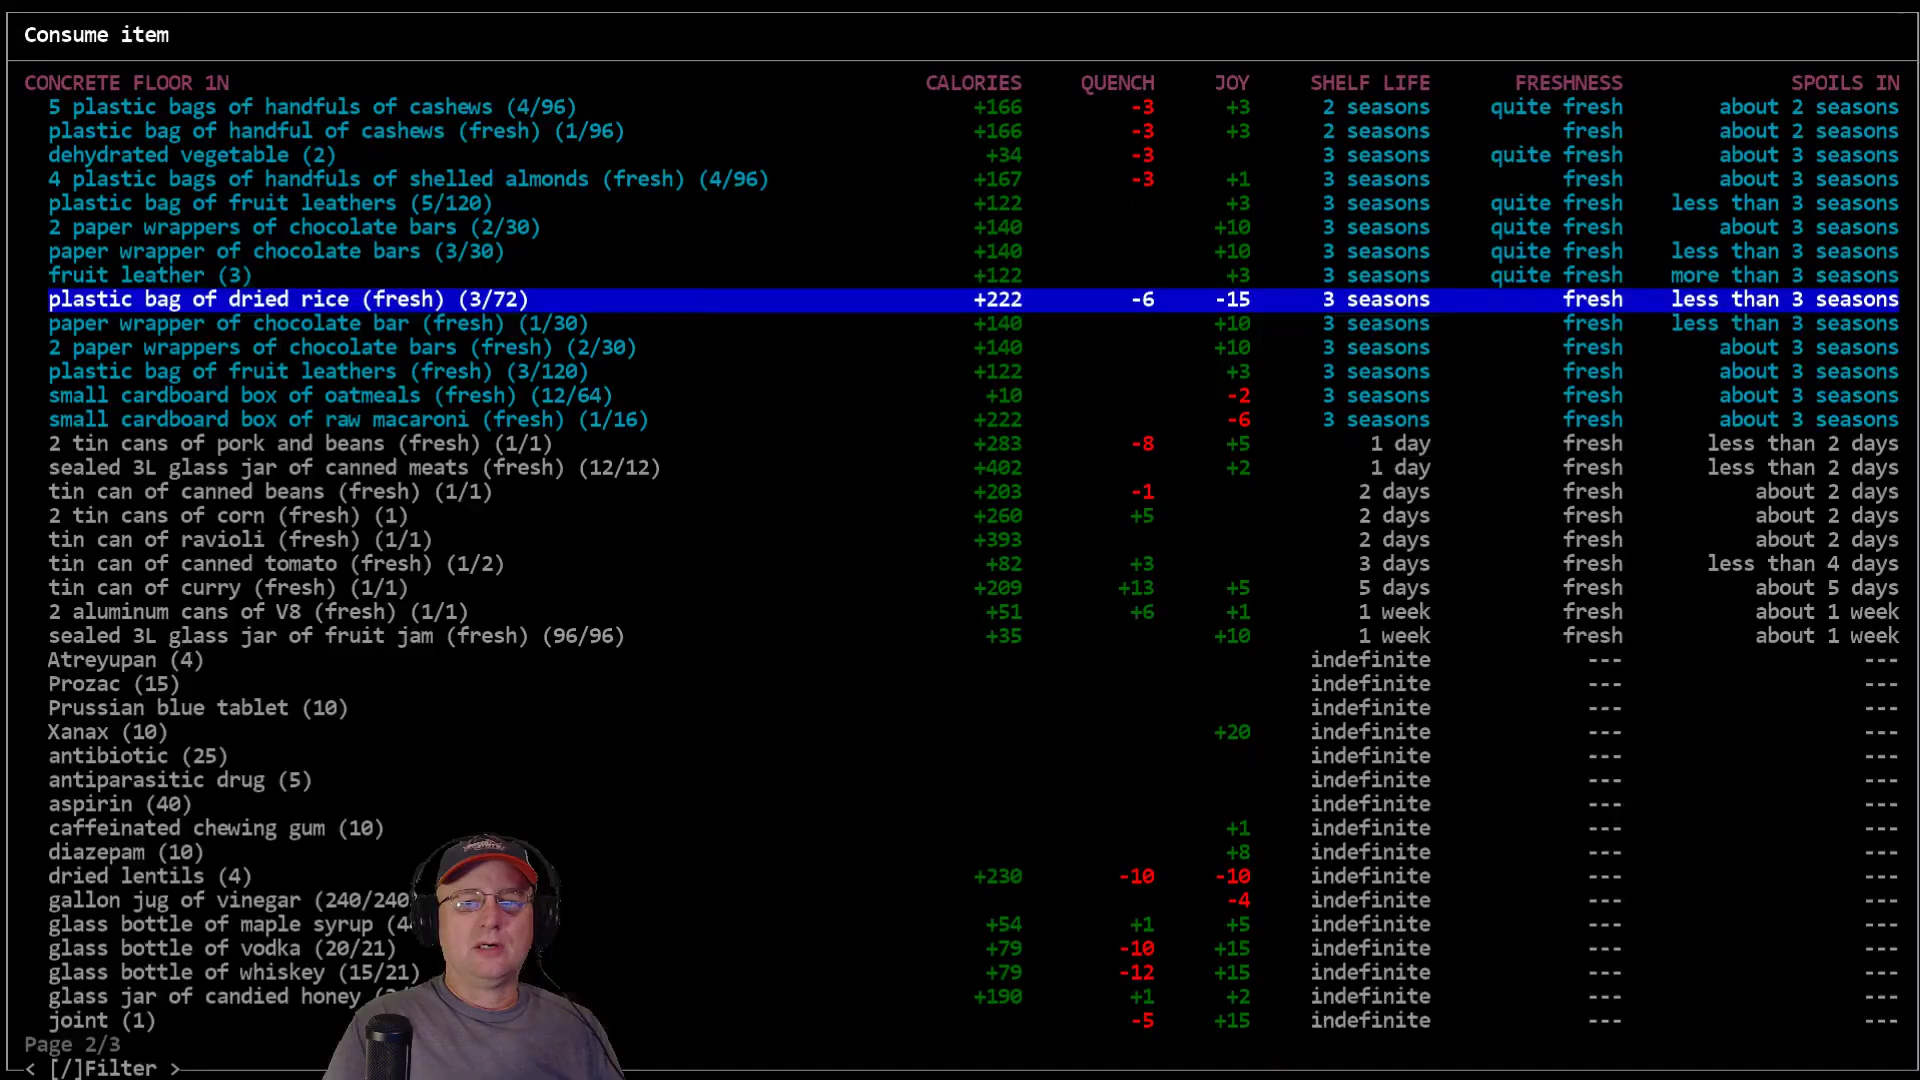 Consume item
CONCRETE FLOOR 1N CALORIES QUENCH JOY SHELF LIFE FRESHNESS SPOILS IN
5 plastic bags of handfuls of cashews (4/96) +166 -3 +3 2 seasons quite fresh about 2 seasons
plastic bag of handful of cashews (fresh) (1/96) +166 -3 +3 2 seasons fresh about 2 seasons
dehydrated vegetable (2) +34 -3 3 seasons quite fresh about 3 seasons
4 plastic bags of handfuls of shelled almonds (fresh) (4/96) +167 -3 +1 3 seasons fresh about 3 seasons
plastic bag of fruit leathers (5/120) +122 +3 3 seasons quite fresh less than 3 seasons
2 paper wrappers of chocolate bars (2/30) +140 +10 3 seasons quite fresh about 3 seasons
paper wrapper of chocolate bars (3/30) +140 +10 3 seasons quite fresh less than 3 seasons
fruit leather (3) +122 +3 3 seasons quite fresh more than 3 seasons
plastic bag of dried rice (fresh) (3/72) +222 -6 -15 3 seasons fresh less than 3 seasons
paper wrapper of chocolate bar (fresh) (1/30) +140 +10 3 seasons fresh less than 3 seasons
2 paper wrappers of chocolate bars (fresh) (2/30) +140 +10 3 seasons fresh about 3 seasons
plastic bag of fruit leathers (fresh) (3/120) +122 +3 3 seasons fresh about 3 seasons
small cardboard box of oatmeals (fresh) (12/64) +10 -2 3 seasons fresh about 3 seasons
small cardboard box of raw macaroni (fresh) (1/16) +222 -6 3 seasons fresh about 3 seasons
2 tin cans of pork and beans (fresh) (1/1) +283 -8 +5 1 day fresh less than 2 days
sealed 3L glass jar of canned meats (fresh) (12/12) +402 +2 1 day fresh less than 2 days
tin can of canned beans (fresh) (1/1) +203 -1 2 days fresh about 2 days
2 tin cans of corn (fresh) (1) +260 +5 2 days fresh about 2 days
tin can of ravioli (fresh) (1/1) +393 2 days fresh about 2 days
tin can of canned tomato (fresh) (1/2) +82 +3 3 days fresh less than 4 days
tin can of curry (fresh) (1/1) +209 +13 +5 5 days fresh about 5 days
2 aluminum cans of V8 (fresh) (1/1) +51 +6 +1 1 week fresh about 1 week
sealed 3L glass jar of fruit jam (fresh) (96/96) +35 +10 1 week fresh about 1 week
Atreyupan (4) indefinite --- ---
Prozac (15) indefinite --- ---
Prussian blue tablet (10) indefinite --- ---
Xanax (10) +20 indefinite --- ---
antibiotic (25) indefinite --- ---
antiparasitic drug (5) indefinite --- ---
aspirin (40) indefinite --- ---
caffeinated chewing gum (10) +1 indefinite --- ---
diazepam (10) +8 indefinite --- ---
dried lentils (4) +230 -10 -10 indefinite --- ---
gallon jug of vinegar (240/240 -4 indefinite --- ---
glass bottle of maple syrup +54 +1 +5 indefinite --- ---
glass bottle of vodka (20/21) +79 -10 +15 indefinite --- ---
glass bottle of whiskey (15/21) +79 -12 +15 indefinite --- ---
glass jar of candied honey +190 +1 +2 indefinite --- ---
joint (1) -5 +15 indefinite --- ---
Page 2/3
< [/]Filter >